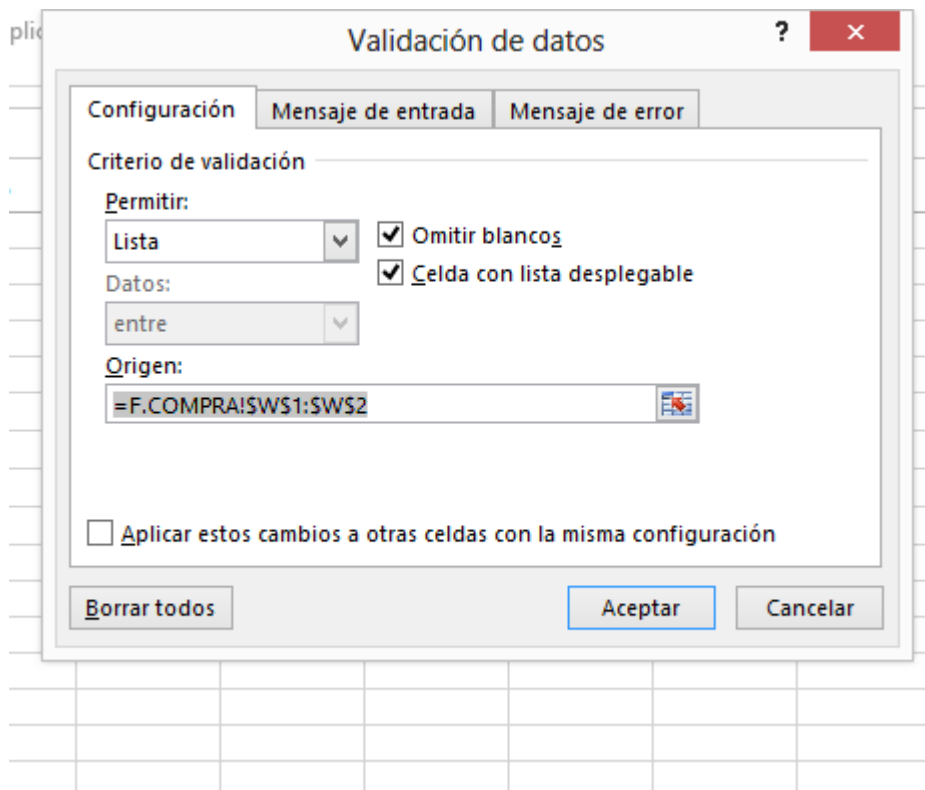 Validación de datos ?
Configuración Mensaje de entrada Mensaje de error
Criterio de validación
Permitir:
Lista
Omitir blancos
Celda con lista desplegable
Datos:
entre
Origen:
=F.COMPRA!$W$1:$W$2
Aplicar estos cambios a otras celdas con la misma configuración
Borrar todos Aceptar Cancelar